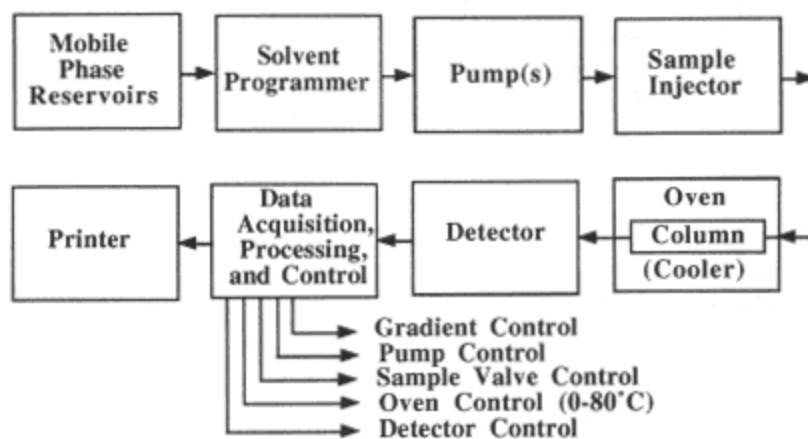 Mobile
Phase
Reservoirs
Solvent
Programmer
Pump(s)
Sample
Injector
Printer
Data
Acquisition,
Processing,
and Control
Detector
Oven
Column
(Cooler)
Gradient Control
Pump Control
Sample Valve Control
Oven Control (0-80°C)
Detector Control